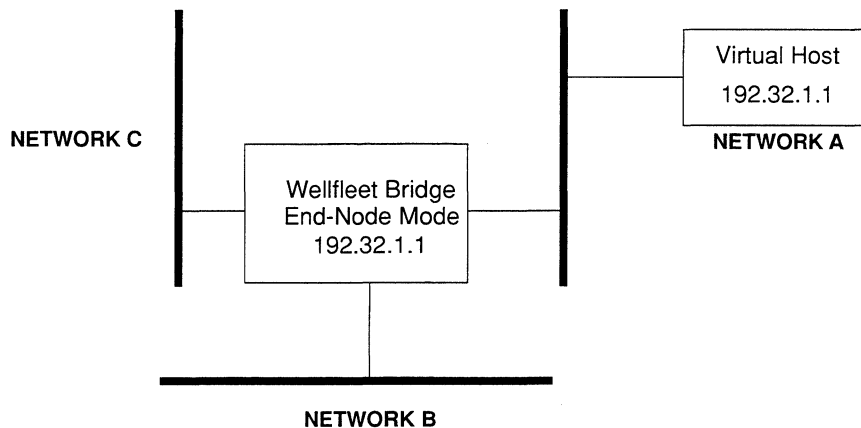 Virtual Host
192.32.1.1
NETWORK A
NETWORK C
Wellfleet Bridge
End-Node Mode
192.32.1.1
NETWORK B